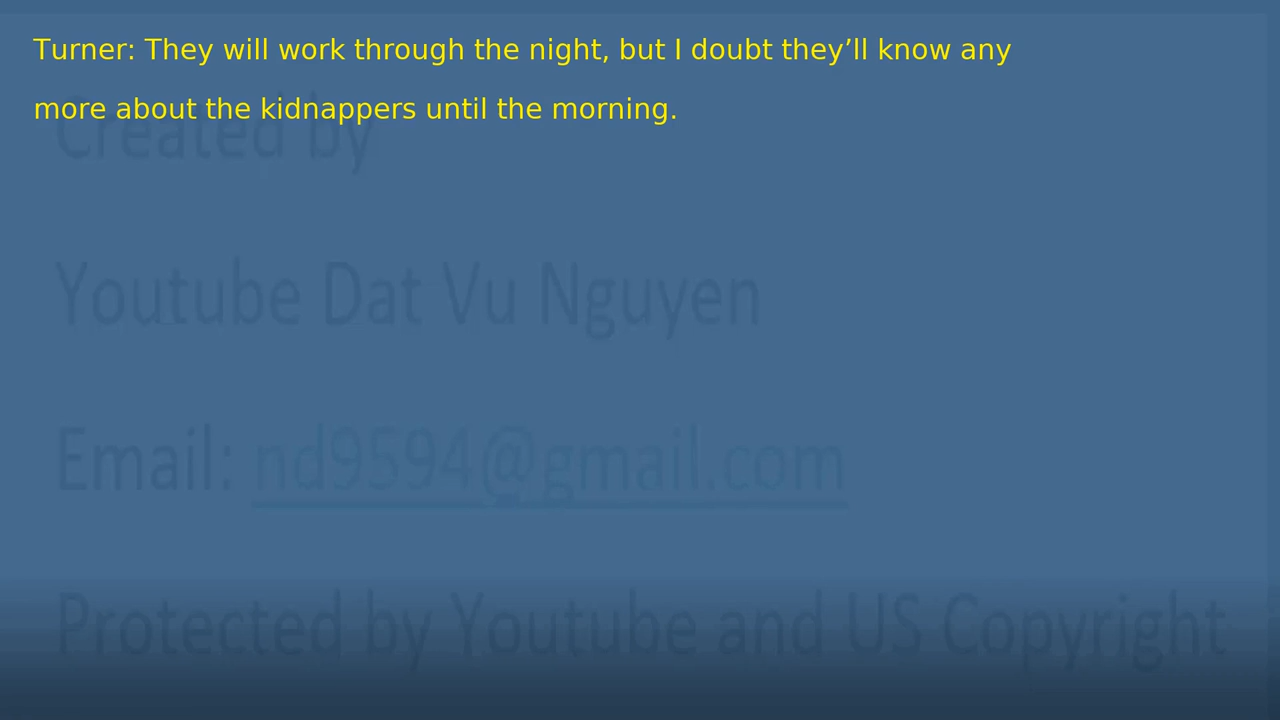 Turner: They will work through the night, but I doubt they’ll know any
more about the kidnappers until the morning.
Created by
Youtube Dat Vu Nguyen
Email: nd9594@gmail.com
Protected by Youtube and US Copyright